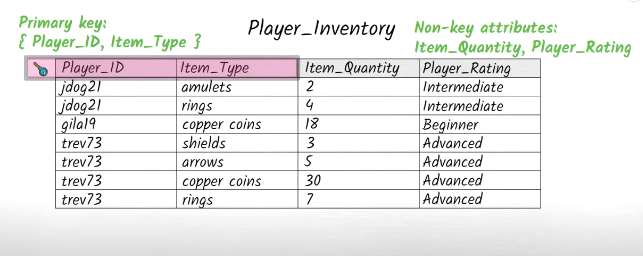 Primary key:
{ Player_ID, Item_Type }
Player_Inventory
Non-key attributes:
Item_Quantity, Player_Rating
Player_ID Item_Type Item_Quantity Player_Rating
jdog21 amulets 2 Intermediate
jdog21 rings 4 Intermediate
gila19 copper coins 18 Beginner
trev73 shields 3 Advanced
trev73 arrows 5 Advanced
trev73 copper coins 30 Advanced
trev73 rings 7 Advanced